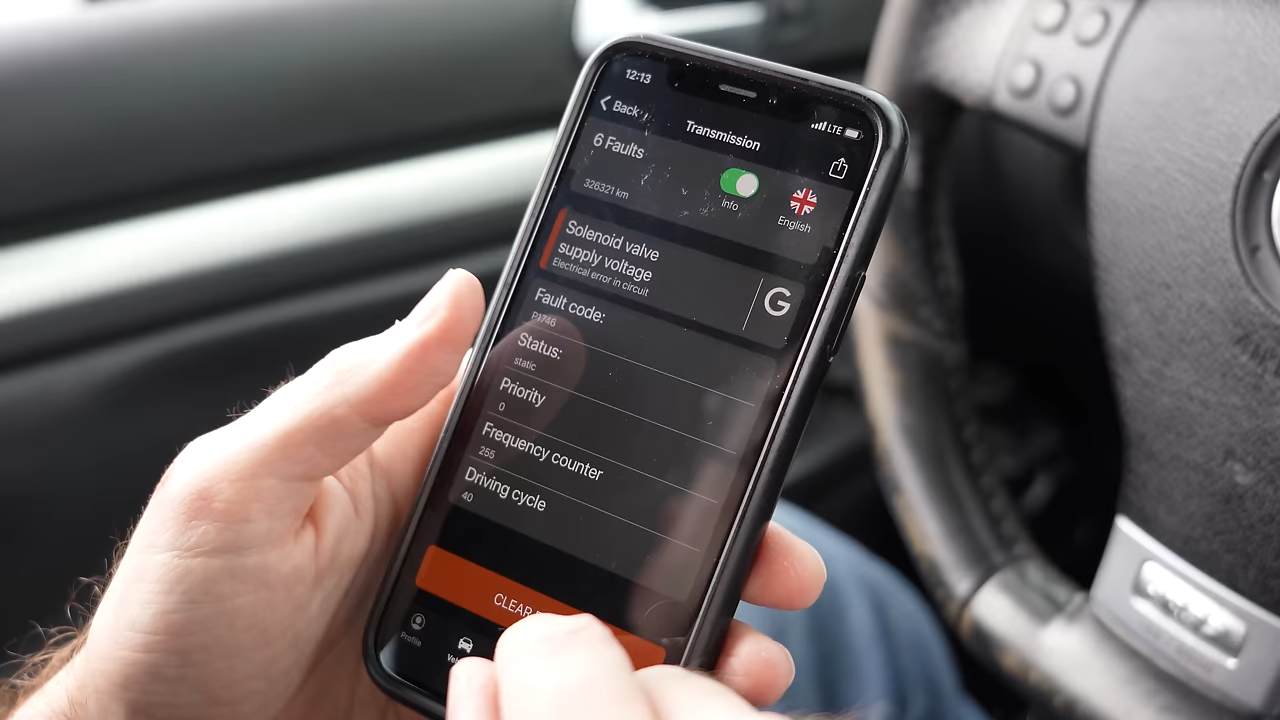 12:13
LTE
Back
Transmission
6 Faults
326321 km
Info
English
Solenoid valve
supply voltage
Electrical error in circuit
G
Fault code:
P1746
Status:
static
Priority
0
Frequency counter
255
Driving cycle
40
CLEAR
Profile